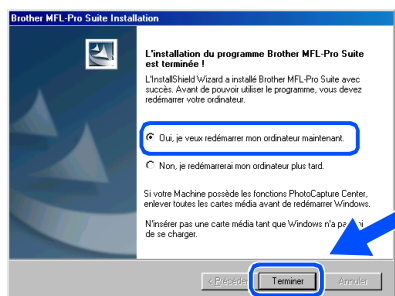 Brother MFL-Pro Suite Installation
L'installation du programme Brother MFL-Pro Suite
est terminée !
L'InstallShield Wizard a installé Brother MFL-Pro Suite avec
succès. Avant de pouvoir utiliser le programme, vous devez
redémarrer votre ordinateur.
Oui, je veux redémarrer mon ordinateur maintenant.
Non, je redémarrerai mon ordinateur plus tard.
Si votre Machine possède les fonctions PhotoCapture Center,
enlever toutes les cartes média avant de redémarrer Windows.
N'insérer pas une carte média tant que Windows n'a
de se charger.
< Précéden Terminer Annuler